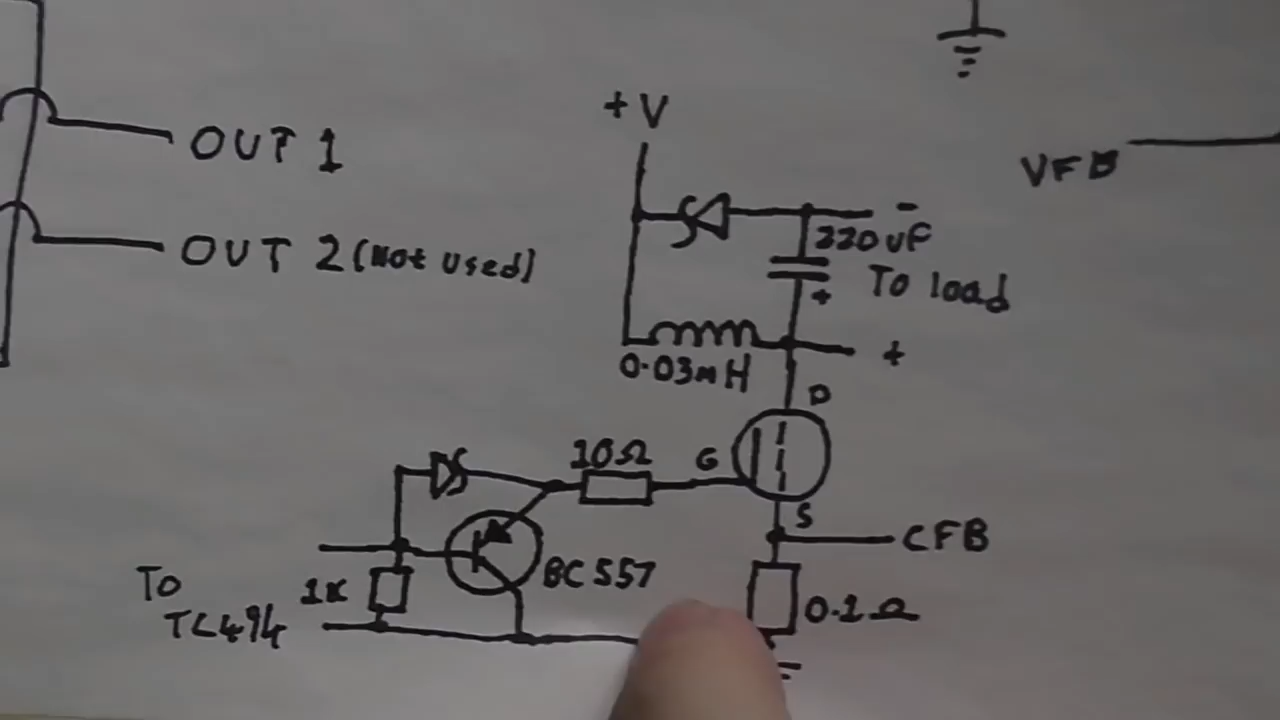 OUT 1
OUT 2 (Not Used)
+V
VFB
-
220uF
+
To load
+
0.03mH
D
10Ω
G
S
CFB
BC557
1K
0.1Ω
TO
TL494